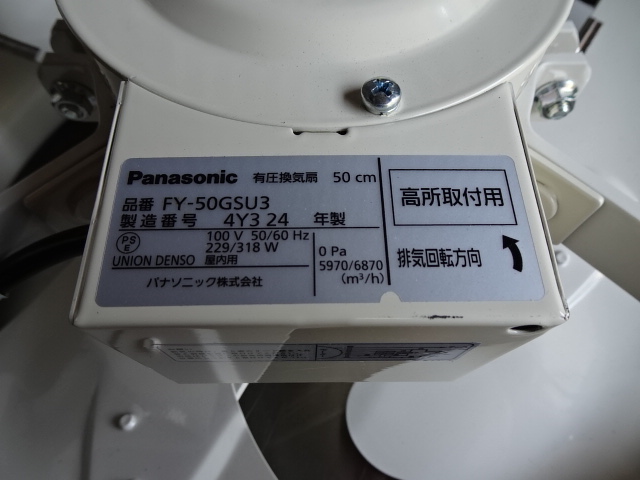 Panasonic 有圧換気扇 50 cm
品番 FY-50GSU3
製造番号 4Y3 24 年製
PS E
100 V 50/60 Hz
229/318 W
UNION DENSO 屋内用
0 Pa
5970/6870
(m³/h)
パナソニック株式会社
高所取付用
排気回転方向